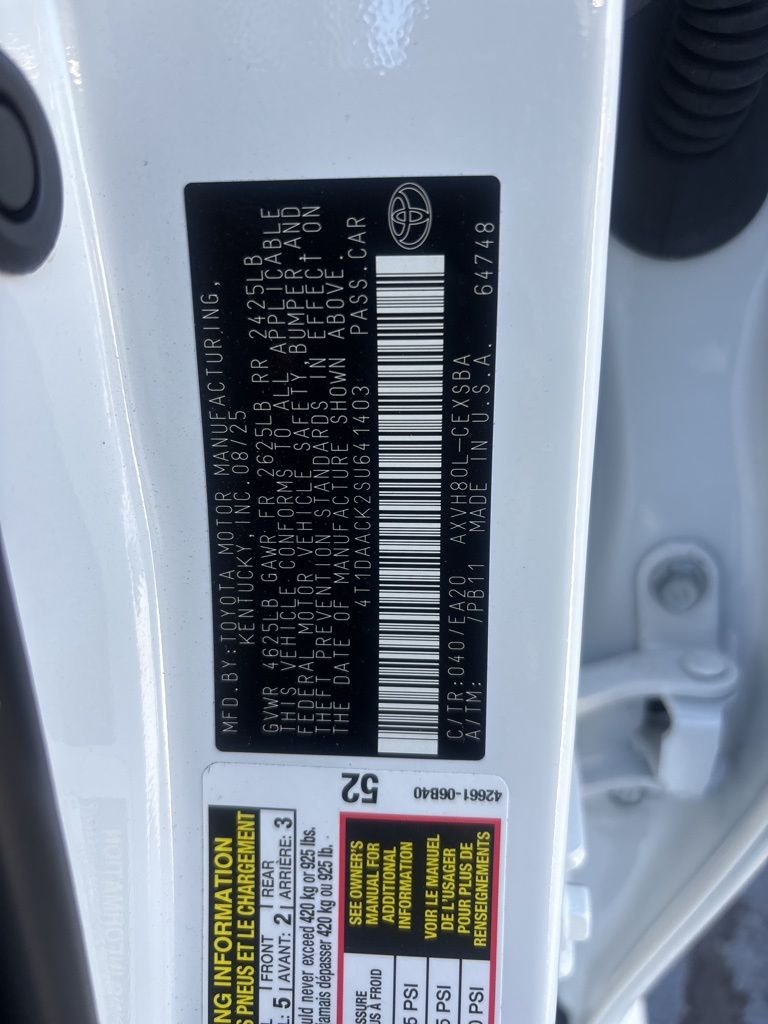 MFD.BY:TOYOTA MOTOR MANUFACTURING,
KENTUCKY, INC. 08/25
GVWR 4625LB GAWR FR 2625LB RR 2425LB
THIS VEHICLE CONFORMS TO ALL APPLICABLE
FEDERAL MOTOR VEHICLE SAFETY,BUMPER,AND
THEFT PREVENTION STANDARDS IN EFFECT ON
THE DATE OF MANUFACTURE SHOWN ABOVE.
4T1DAACK2SU641403 PASS.CAR
C/TR:040/EA20 AXVH80L-CEXSBA
A/TM: /PB11 MADE IN U.S.A. 64748
52
42661-06B40
NG INFORMATION
S PNEUS ET LE CHARGEMENT
5 | FRONT 2 | REAR 3
AVANT: ARRIÈRE:
ould never exceed 420 kg or 925 lbs.
jamais dépasser 420 kg ou 925 lb.
SEE OWNER'S
MANUAL FOR
ADDITIONAL
INFORMATION
VOIR LE MANUEL
DE L'USAGER
POUR PLUS DE
RENSEIGNEMENTS
À FROID
5 PSI
5 PSI
0 PSI